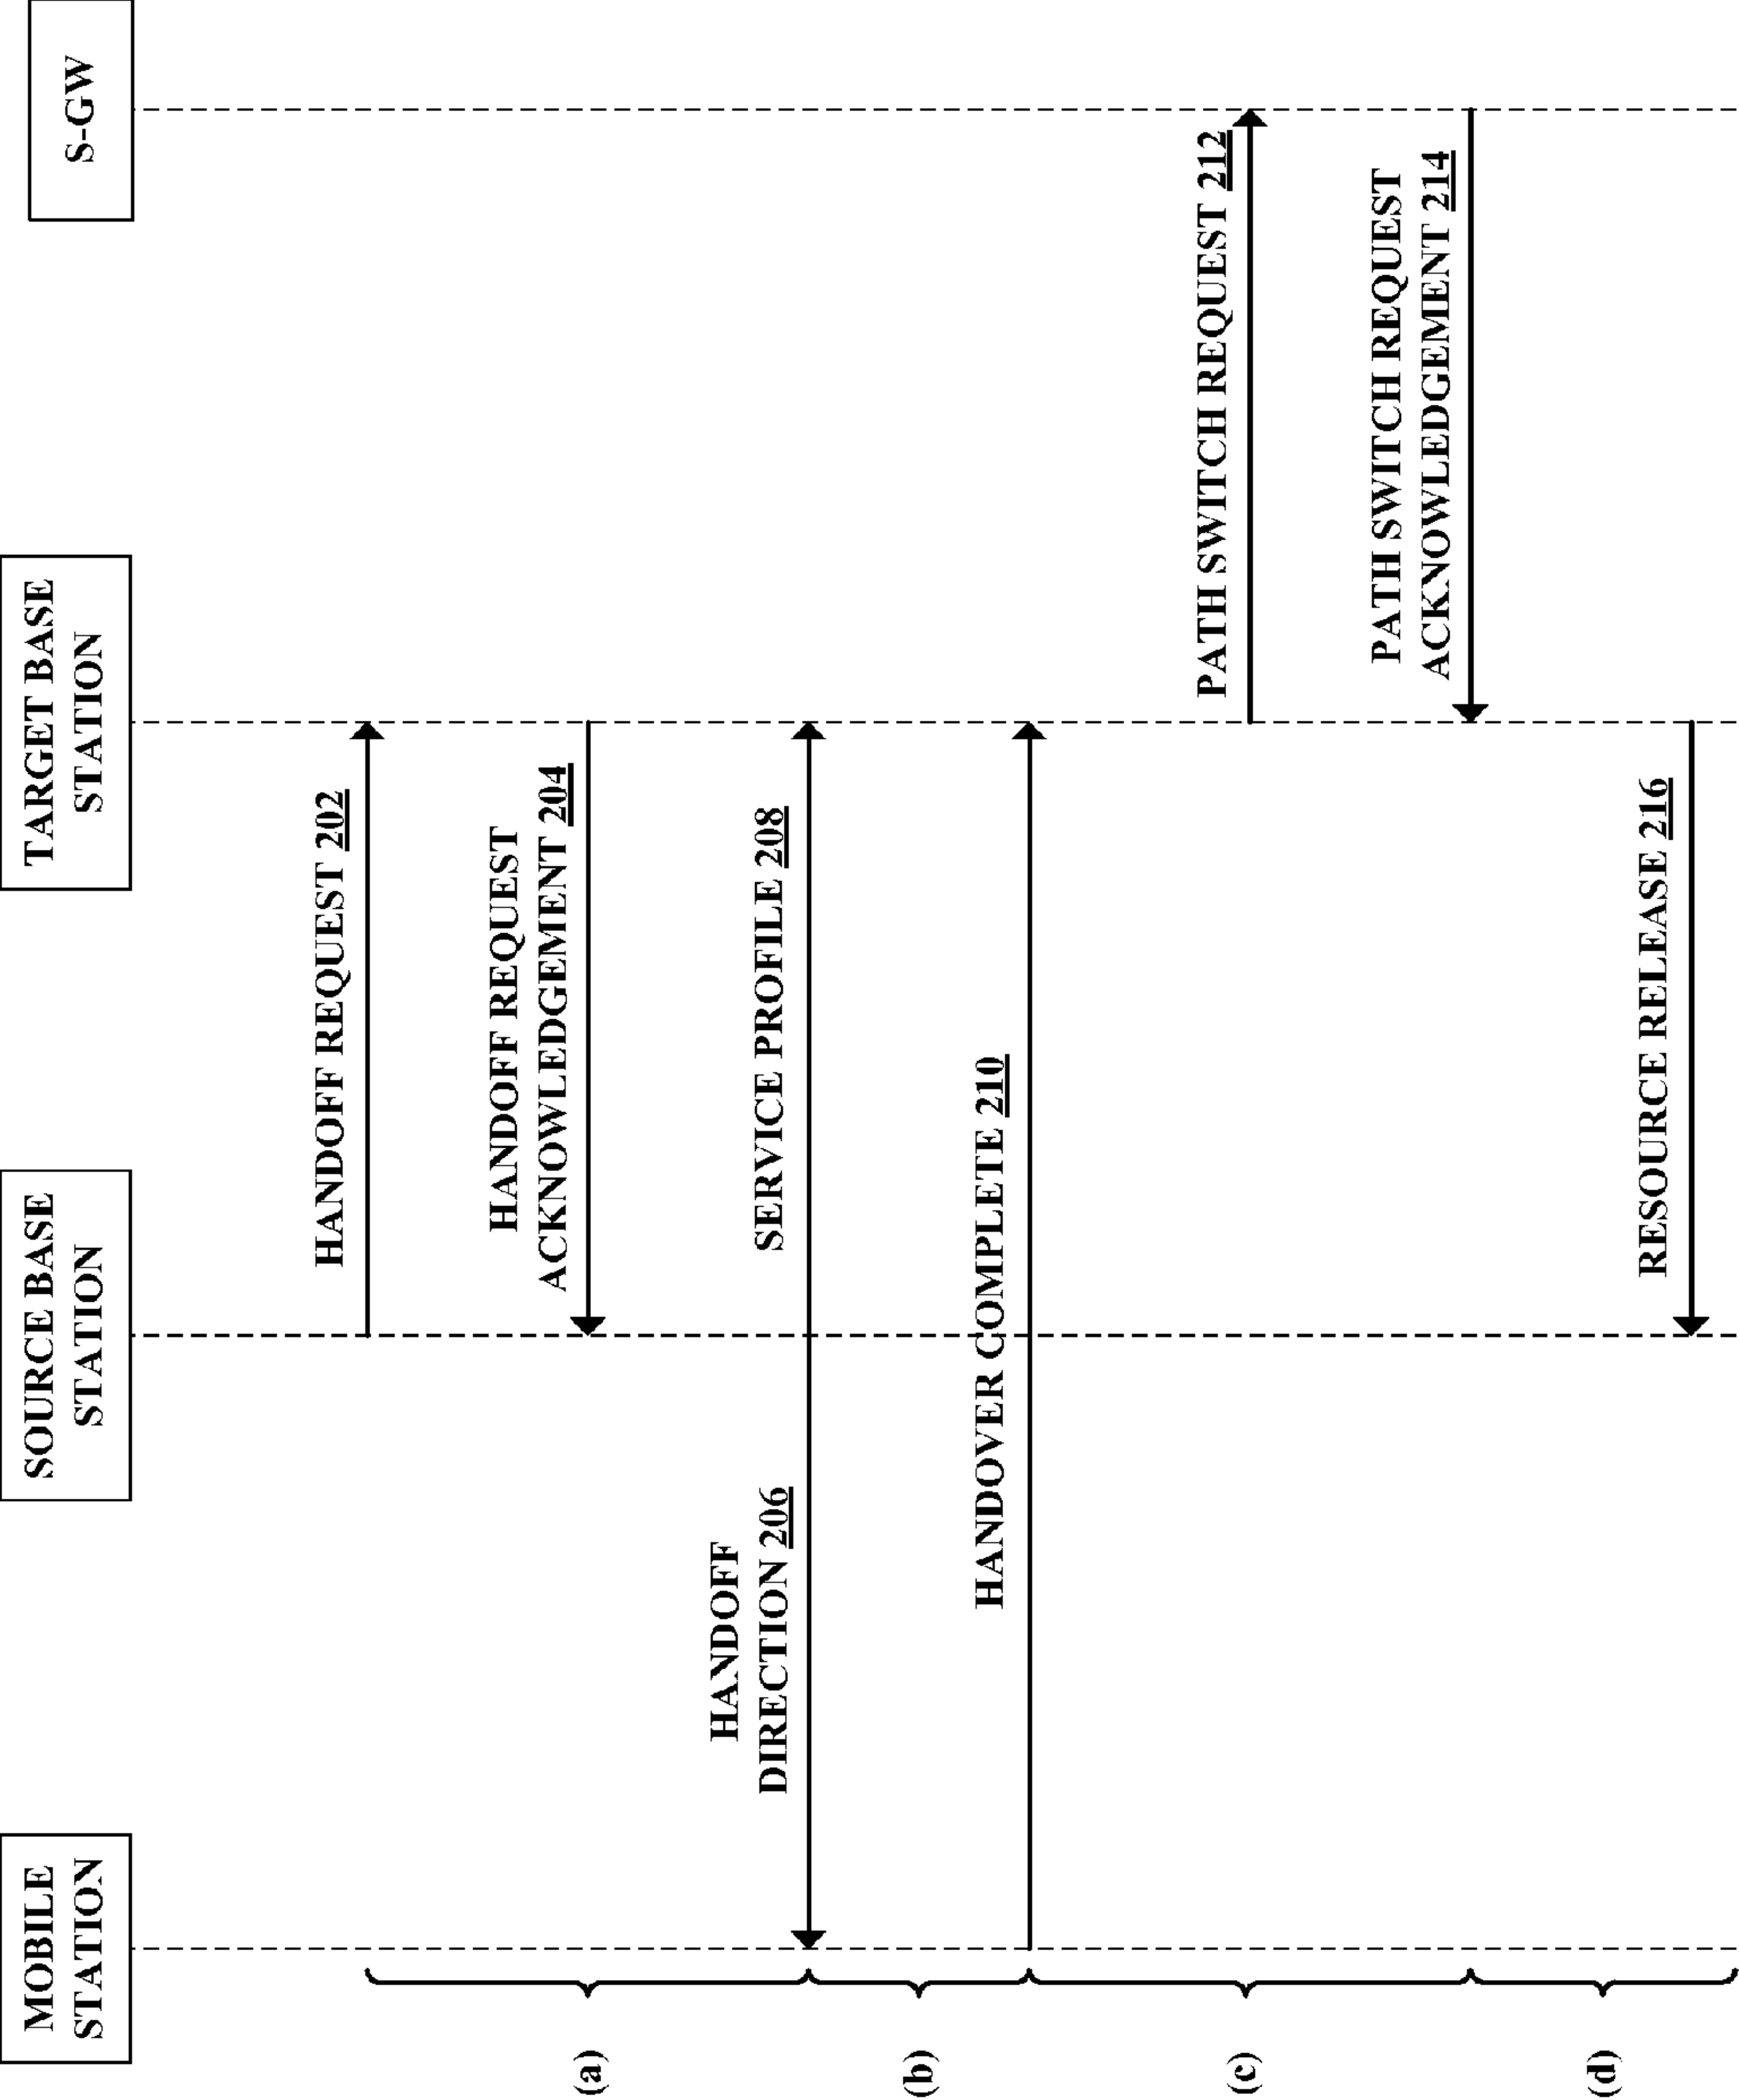 MOBILE
STATION
SOURCE BASE
STATION
TARGET BASE
STATION
S-GW
HANDOFF REQUEST 202
HANDOFF REQUEST
ACKNOWLEDGEMENT 204
(a)
HANDOFF
DIRECTION 206
SERVICE PROFILE 208
(b)
HANDOVER COMPLETE 210
PATH SWITCH REQUEST 212
(c)
PATH SWITCH REQUEST
ACKNOWLEDGEMENT 214
(d)
RESOURCE RELEASE 216